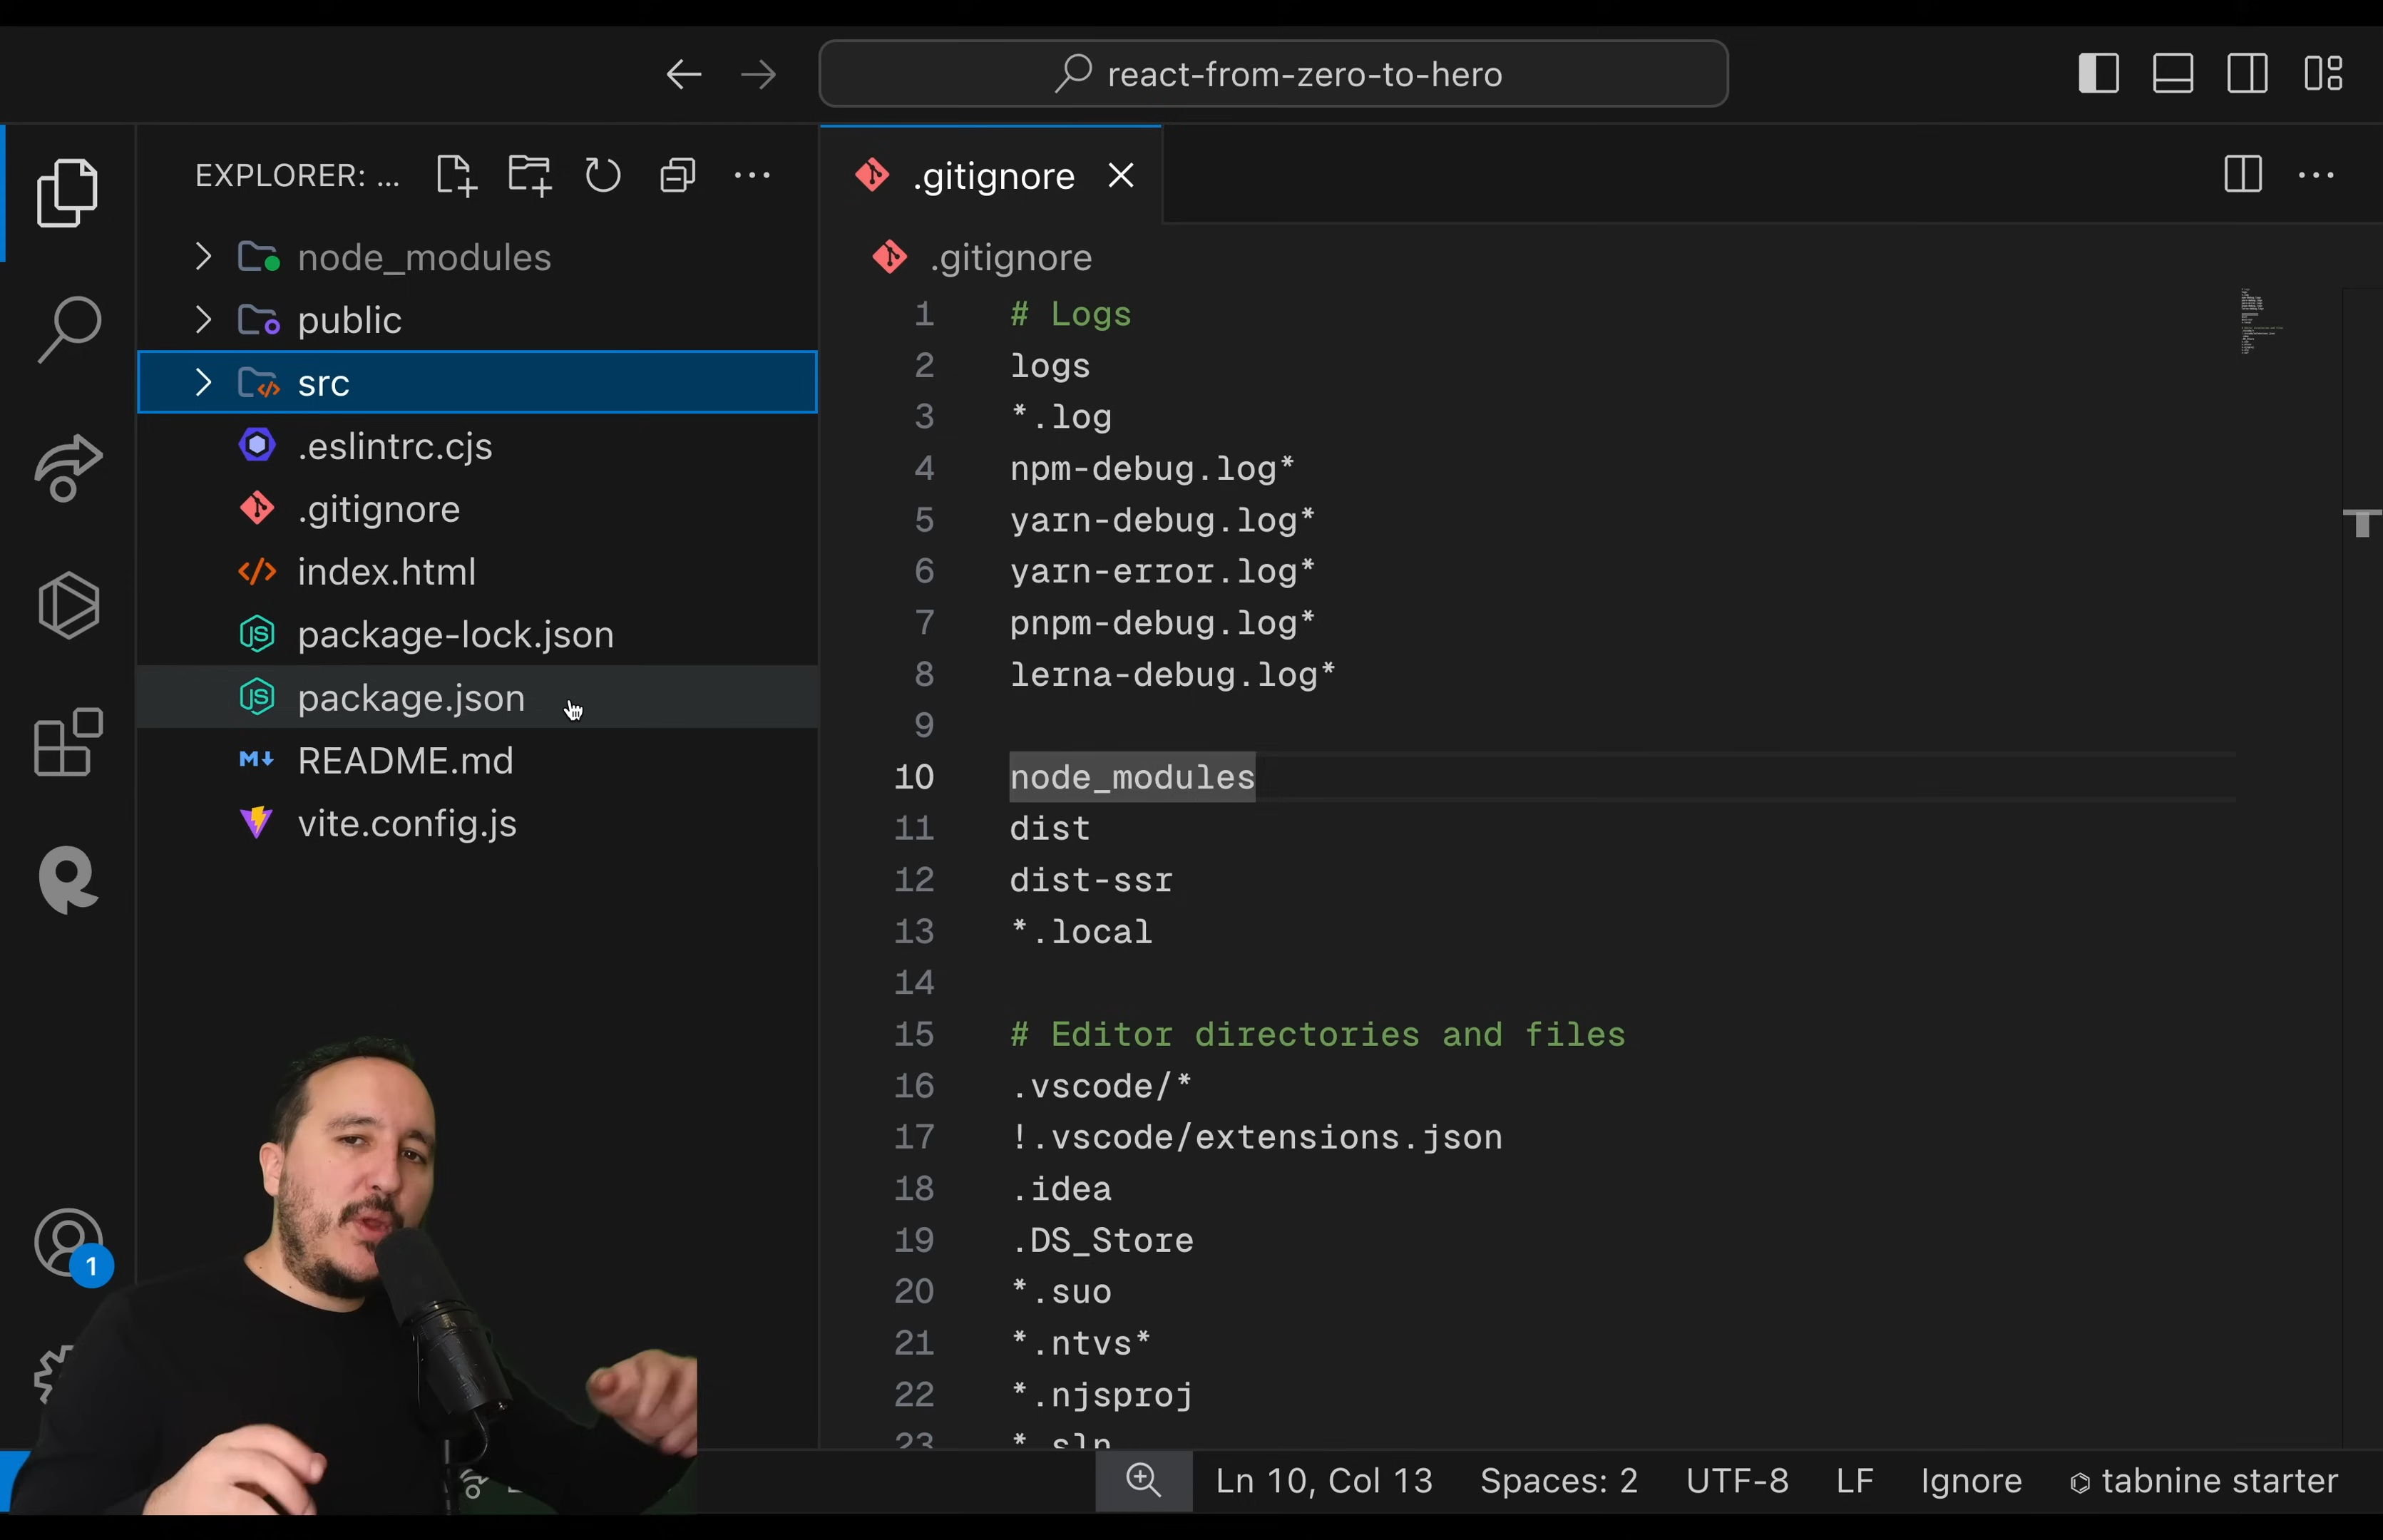 react-from-zero-to-hero
EXPLORER: ...
node_modules
public
src
.eslintrc.cjs
.gitignore
index.html
package-lock.json
package.json
README.md
vite.config.js
1
.gitignore
.gitignore
1 # Logs
2 logs
3 *.log
4 npm-debug.log*
5 yarn-debug.log*
6 yarn-error.log*
7 pnpm-debug.log*
8 lerna-debug.log*
9
10 node_modules
11 dist
12 dist-ssr
13 *.local
14
15 # Editor directories and files
16 .vscode/*
17 !.vscode/extensions.json
18 .idea
19 .DS_Store
20 *.suo
21 *.ntvs*
22 *.njsproj
23 *.sln
Ln 10, Col 13 Spaces: 2 UTF-8 LF Ignore tabnine starter